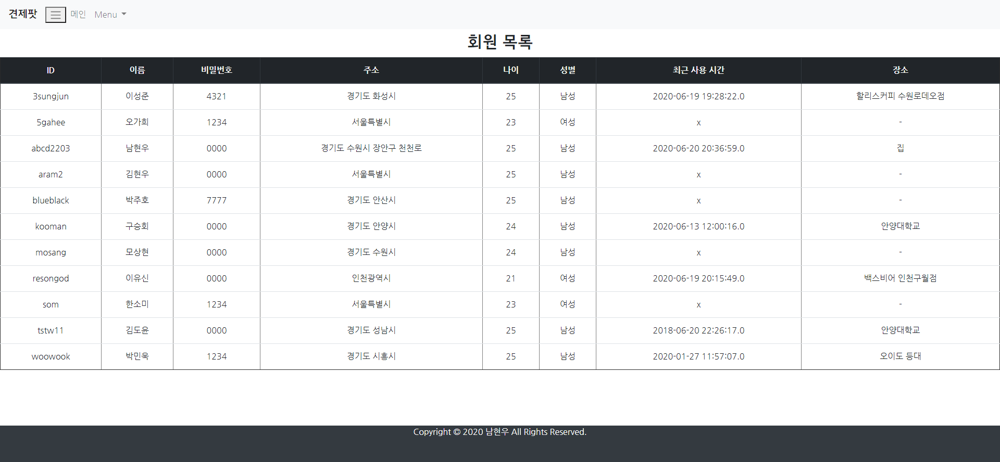 견제팟 메인 Menu
회원 목록
ID 이름 비밀번호 주소 나이 성별 최근 사용 시간 장소
3sungjun 이성준 4321 경기도 화성시 25 남성 2020-06-19 19:28:22.0 할리스커피 수원로데오점
5gahee 오가희 1234 서울특별시 23 여성 x -
abcd2203 남현우 0000 경기도 수원시 장안구 천천로 25 남성 2020-06-20 20:36:59.0 집
aram2 김현우 0000 서울특별시 25 남성 x -
blueblack 박주호 7777 경기도 안산시 25 남성 x -
kooman 구승회 0000 경기도 안양시 24 남성 2020-06-13 12:00:16.0 안양대학교
mosang 모상현 0000 경기도 수원시 24 남성 x -
resongod 이유신 0000 인천광역시 21 여성 2020-06-19 20:15:49.0 백스비어 인천구월점
som 한소미 1234 서울특별시 23 여성 x -
tstw11 김도윤 0000 경기도 성남시 25 남성 2018-06-20 22:26:17.0 안양대학교
woowook 박민욱 1234 경기도 시흥시 25 남성 2020-01-27 11:57:07.0 오이도 등대
Copyright © 2020 남현우 All Rights Reserved.